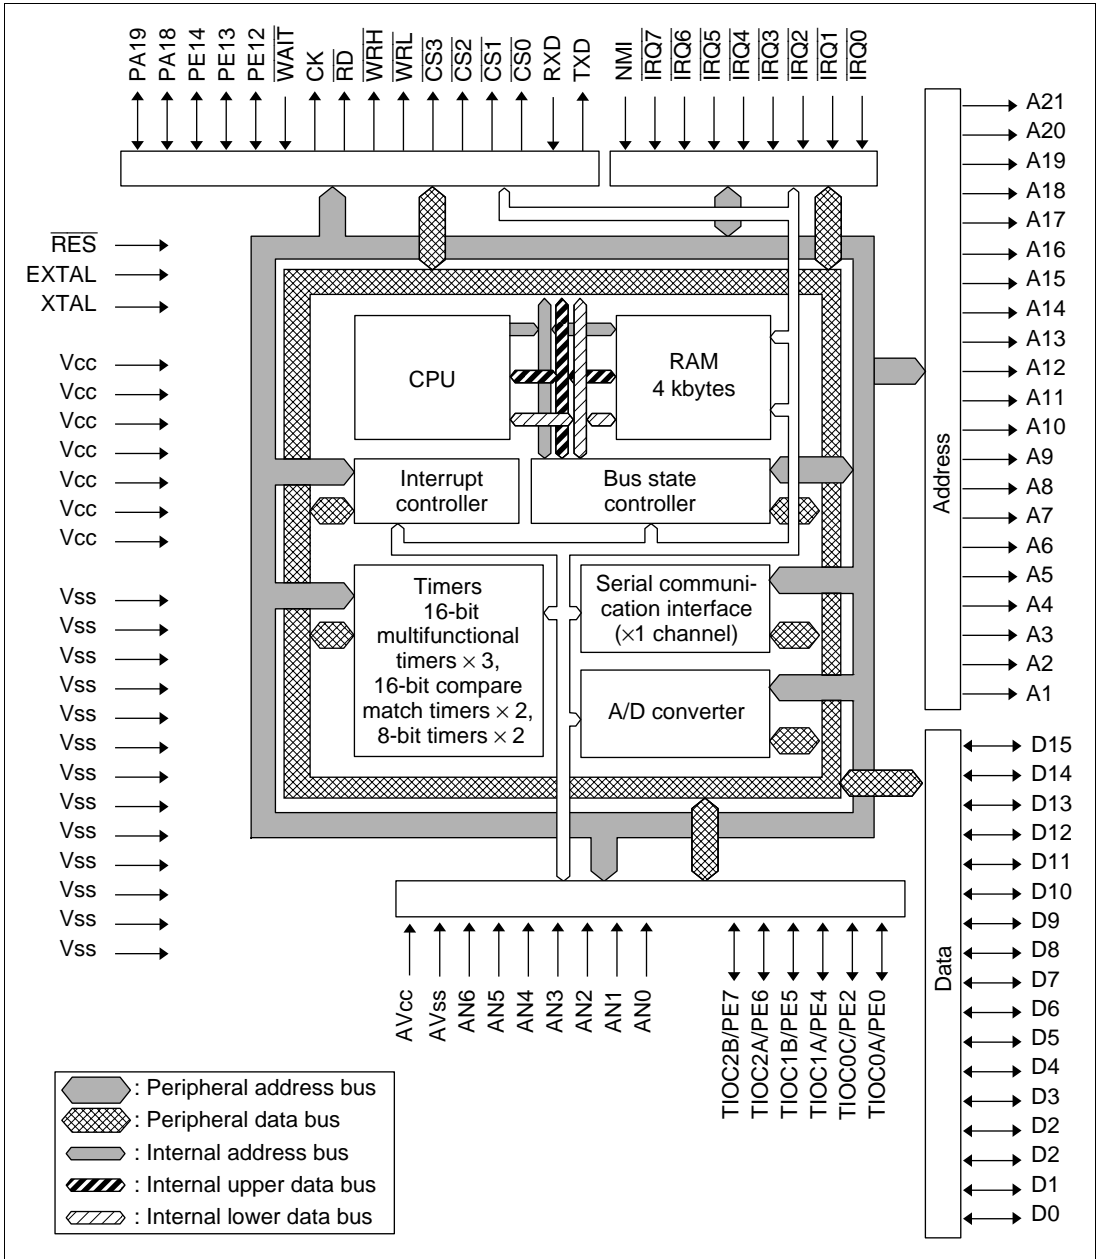 PA19
PA18
PE14
PE13
PE12
WAIT
CK
RD
WRH
WRL
CS3
CS2
CS1
CS0
RXD
TXD
NMI
IRQ7
IRQ6
IRQ5
IRQ4
IRQ3
IRQ2
IRQ1
IRQ0
RES
EXTAL
XTAL
Vcc
Vcc
Vcc
Vcc
Vcc
Vcc
Vcc
Vss
Vss
Vss
Vss
Vss
Vss
Vss
Vss
Vss
Vss
Vss
Vss
Vss
CPU
RAM
4 kbytes
Interrupt
controller
Bus state
controller
Timers
16-bit
multifunctional
timers × 3,
16-bit compare
match timers × 2,
8-bit timers × 2
Serial communi-
cation interface
(×1 channel)
A/D converter
Address
A21
A20
A19
A18
A17
A16
A15
A14
A13
A12
A11
A10
A9
A8
A7
A6
A5
A4
A3
A2
A1
Data
D15
D14
D13
D12
D11
D10
D9
D8
D7
D6
D5
D4
D3
D2
D2
D1
D0
AVcc
AVss
AN6
AN5
AN4
AN3
AN2
AN1
AN0
TIOC2B/PE7
TIOC2A/PE6
TIOC1B/PE5
TIOC1A/PE4
TIOC0C/PE2
TIOC0A/PE0
: Peripheral address bus
: Peripheral data bus
: Internal address bus
: Internal upper data bus
: Internal lower data bus